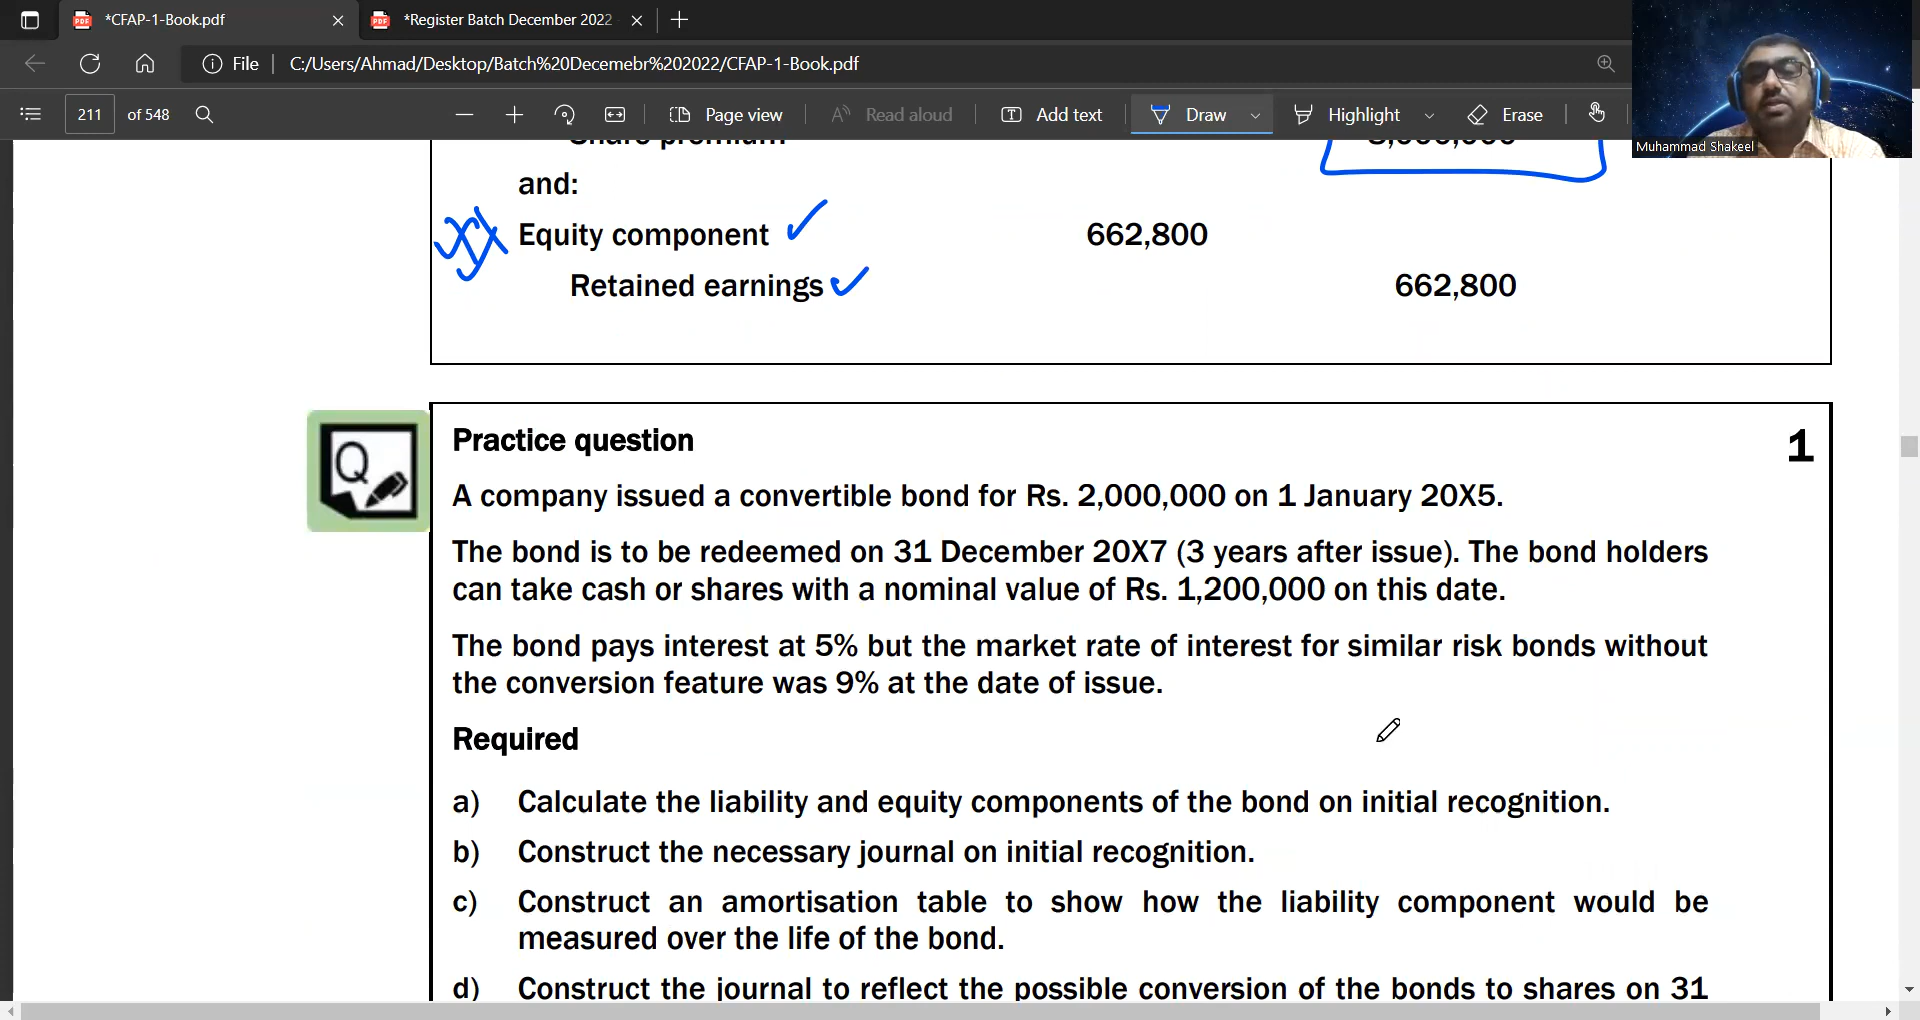 *CFAP-1-Book.pdf
*Register Batch December 2022
File
C:/Users/Ahmad/Desktop/Batch%20Decemebr%202022/CFAP-1-Book.pdf
211 of 548
Page view
Read aloud
Add text
Draw
Highlight
Erase
Muhammad Shakeel
Share premium
and:
Equity component 662,800
Retained earnings 662,800
Q
Practice question 1
A company issued a convertible bond for Rs. 2,000,000 on 1 January 20X5.
The bond is to be redeemed on 31 December 20X7 (3 years after issue). The bond holders
can take cash or shares with a nominal value of Rs. 1,200,000 on this date.
The bond pays interest at 5% but the market rate of interest for similar risk bonds without
the conversion feature was 9% at the date of issue.
Required
a) Calculate the liability and equity components of the bond on initial recognition.
b) Construct the necessary journal on initial recognition.
c) Construct an amortisation table to show how the liability component would be
measured over the life of the bond.
d) Construct the journal to reflect the possible conversion of the bonds to shares on 31